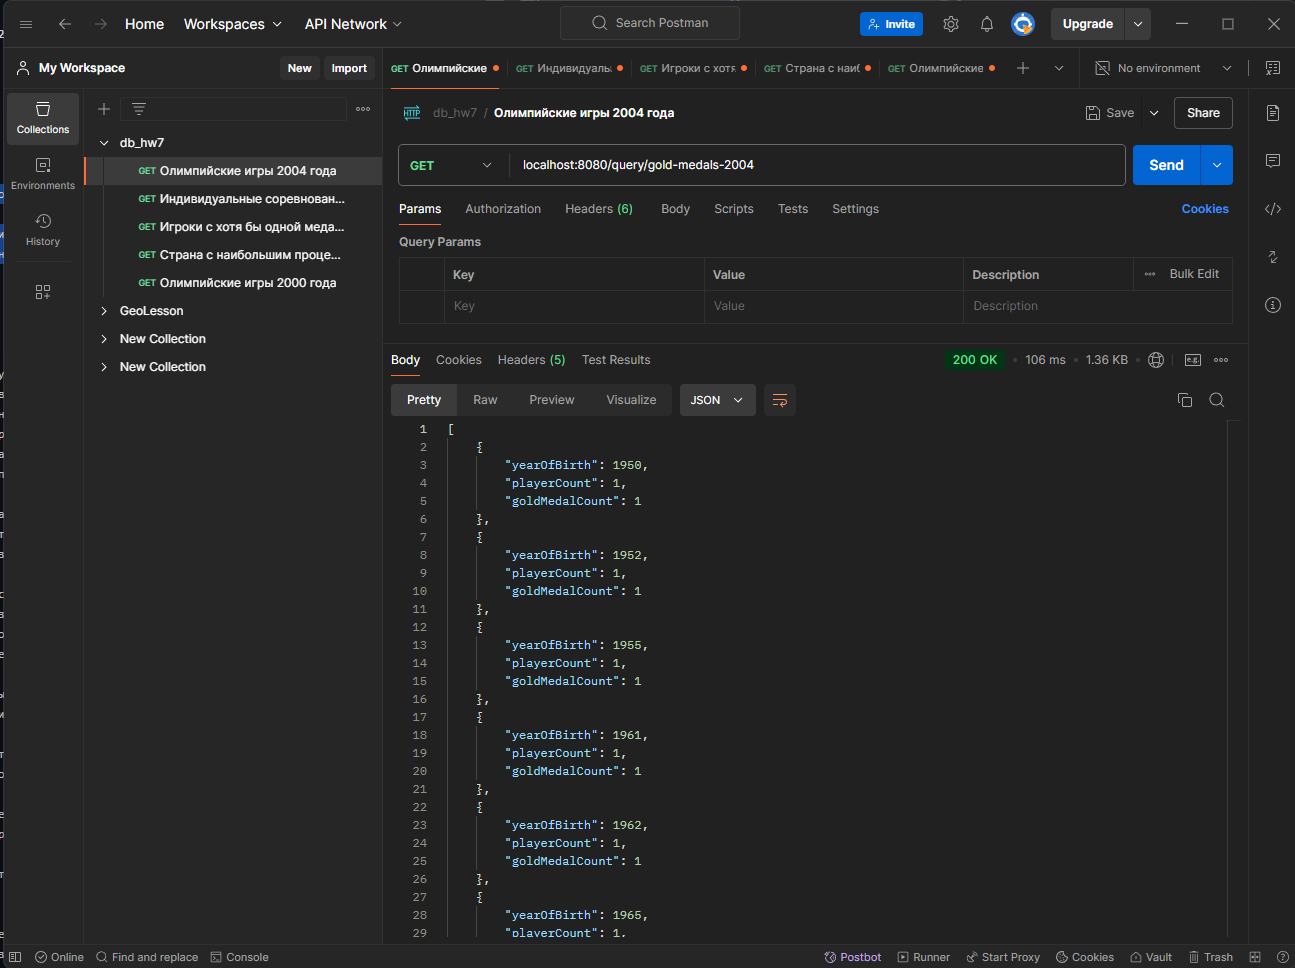 Home Workspaces API Network Search Postman Invite Upgrade
My Workspace New Import
GET Олимпийские GET Индивидуаль GET Игроки с хотя GET Страна с наиб GET Олимпийские No environment
Collections
Environments
History
db_hw7
GET Олимпийские игры 2004 года
GET Индивидуальные соревнован...
GET Игроки с хотя бы одной меда...
GET Страна с наибольшим проце...
GET Олимпийские игры 2000 года
GeoLesson
New Collection
New Collection
HTTP db_hw7 / Олимпийские игры 2004 года Save Share
GET localhost:8080/query/gold-medals-2004 Send
Params Authorization Headers (6) Body Scripts Tests Settings Cookies
Query Params
Key Value Description Bulk Edit
Key Value Description
Body Cookies Headers (5) Test Results 200 OK 106 ms 1.36 KB e.g.
Pretty Raw Preview Visualize JSON
1 [
2 {
3 "yearOfBirth": 1950,
4 "playerCount": 1,
5 "goldMedalCount": 1
6 },
7 {
8 "yearOfBirth": 1952,
9 "playerCount": 1,
10 "goldMedalCount": 1
11 },
12 {
13 "yearOfBirth": 1955,
14 "playerCount": 1,
15 "goldMedalCount": 1
16 },
17 {
18 "yearOfBirth": 1961,
19 "playerCount": 1,
20 "goldMedalCount": 1
21 },
22 {
23 "yearOfBirth": 1962,
24 "playerCount": 1,
25 "goldMedalCount": 1
26 },
27 {
28 "yearOfBirth": 1965,
29 "playerCount": 1,
Online Find and replace Console Postbot Runner Start Proxy Cookies Vault Trash